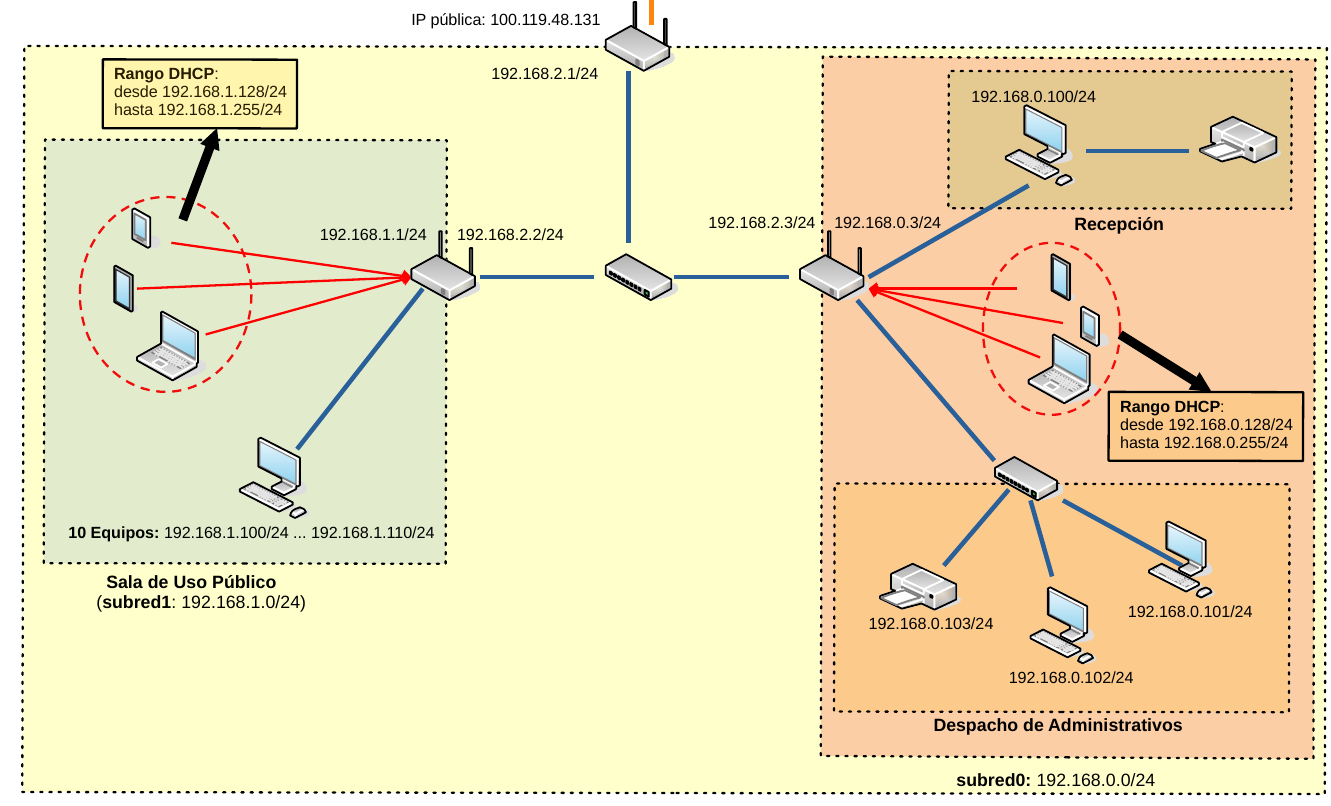 IP pública: 100.119.48.131
192.168.2.1/24
Rango DHCP:
desde 192.168.1.128/24
hasta 192.168.1.255/24
192.168.1.1/24
192.168.2.2/24
10 Equipos: 192.168.1.100/24 ... 192.168.1.110/24
Sala de Uso Público
(subred1: 192.168.1.0/24)
192.168.2.3/24
192.168.0.3/24
192.168.0.100/24
Recepción
Rango DHCP:
desde 192.168.0.128/24
hasta 192.168.0.255/24
192.168.0.101/24
192.168.0.103/24
192.168.0.102/24
Despacho de Administrativos
subred0: 192.168.0.0/24